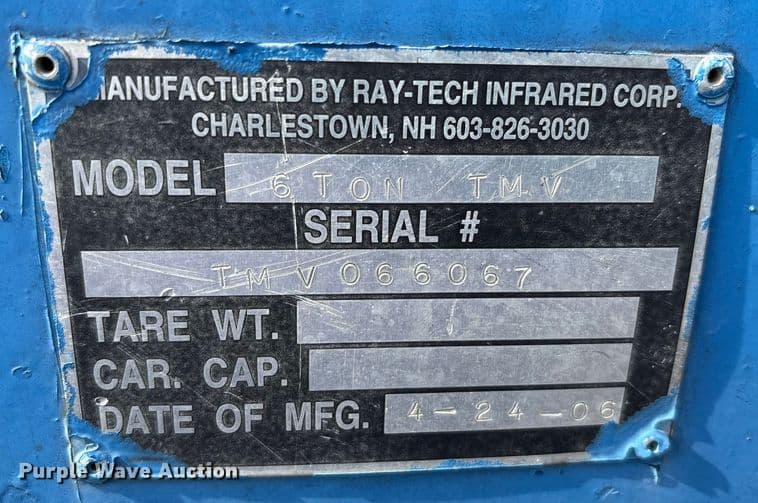 MANUFACTURED BY RAY-TECH INFRARED CORP.
CHARLESTOWN, NH 603-826-3030
MODEL 6 TON TMV
SERIAL #
TMV066067
TARE WT.
CAR. CAP.
DATE OF MFG. 4-24-06
Purple Wave Auction